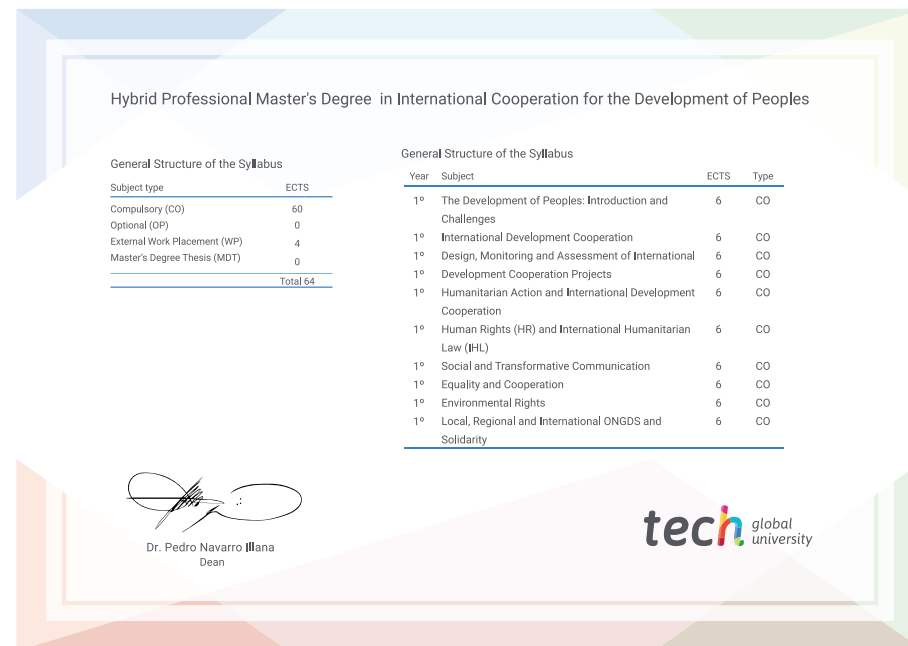 Hybrid Professional Master's Degree in International Cooperation for the Development of Peoples
General Structure of the Syllabus
Subject type ECTS
Compulsory (CO) 60
Optional (OP) 0
External Work Placement (WP) 4
Master's Degree Thesis (MDT) 0
Total 64
General Structure of the Syllabus
Year Subject ECTS Type
1º The Development of Peoples: Introduction and 6 CO
Challenges
1º International Development Cooperation 6 CO
1º Design, Monitoring and Assessment of International 6 CO
1º Development Cooperation Projects 6 CO
1º Humanitarian Action and International Development 6 CO
Cooperation
1º Human Rights (HR) and International Humanitarian 6 CO
Law (IHL)
1º Social and Transformative Communication 6 CO
1º Equality and Cooperation 6 CO
1º Environmental Rights 6 CO
1º Local, Regional and International ONGDS and 6 CO
Solidarity
Dr. Pedro Navarro Illana
Dean
tech global
university